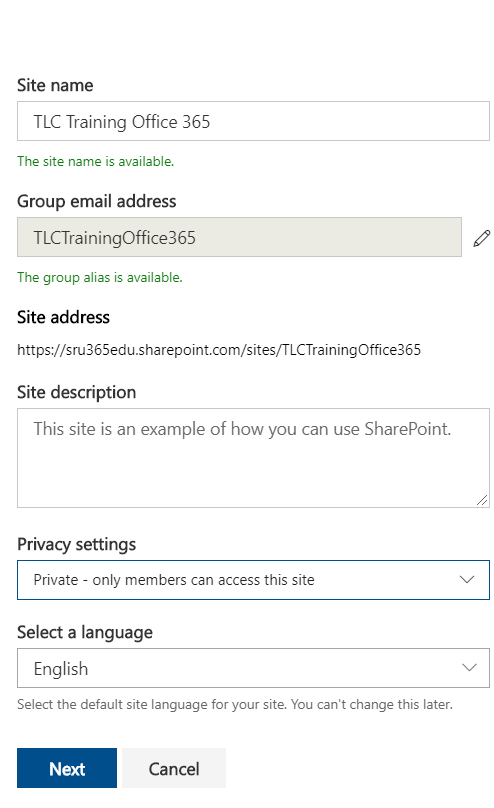 Site name
TLC Training Office 365
The site name is available.
Group email address
TLCTrainingOffice365
The group alias is available.
Site address
https://sru365edu.sharepoint.com/sites/TLCTrainingOffice365
Site description
This site is an example of how you can use SharePoint.
Privacy settings
Private - only members can access this site
Select a language
English
Select the default site language for your site. You can't change this later.
Next
Cancel